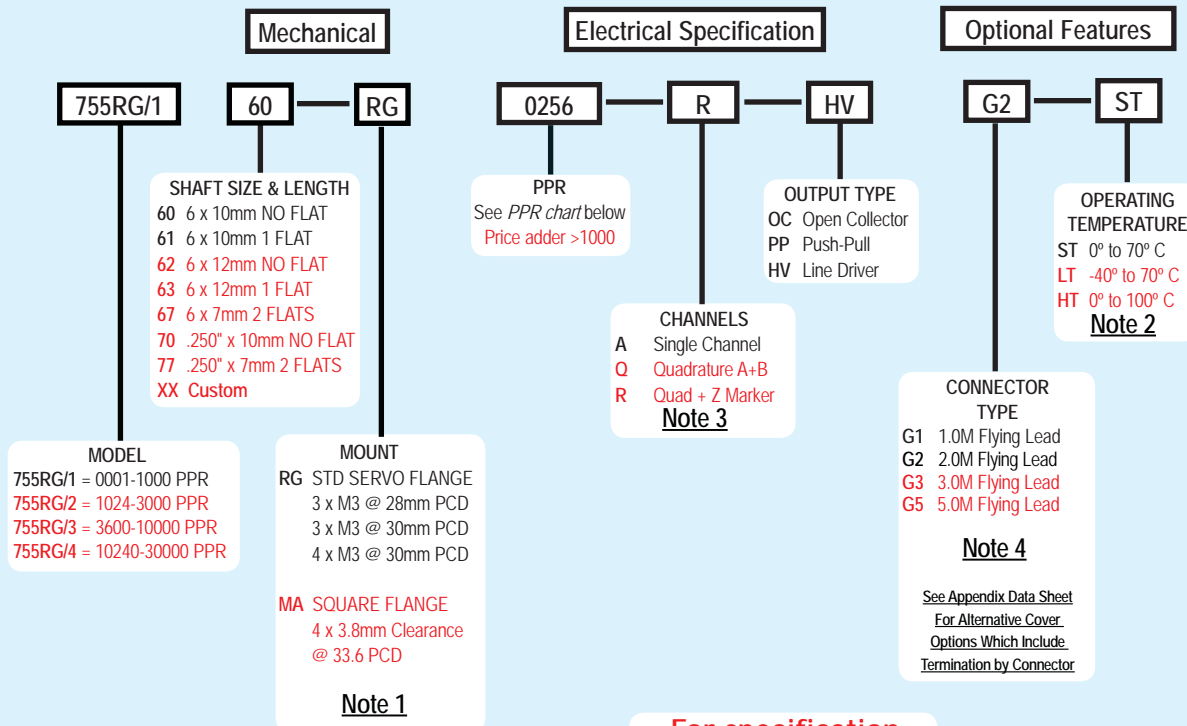 Mechanical
Electrical Specification
Optional Features
755RG/1
60
RG
0256
R
HV
G2
ST
SHAFT SIZE & LENGTH
60 6 x 10mm NO FLAT
61 6 x 10mm 1 FLAT
62 6 x 12mm NO FLAT
63 6 x 12mm 1 FLAT
67 6 x 7mm 2 FLATS
70 .250" x 10mm NO FLAT
77 .250" x 7mm 2 FLATS
XX Custom
PPR
See PPR chart below
Price adder >1000
OUTPUT TYPE
OC Open Collector
PP Push-Pull
HV Line Driver
OPERATING
TEMPERATURE
ST 0º to 70º C
LT -40º to 70º C
HT 0º to 100º C
Note 2
CHANNELS
A Single Channel
Q Quadrature A+B
R Quad + Z Marker
Note 3
MODEL
755RG/1 = 0001-1000 PPR
755RG/2 = 1024-3000 PPR
755RG/3 = 3600-10000 PPR
755RG/4 = 10240-30000 PPR
MOUNT
RG STD SERVO FLANGE
3 x M3 @ 28mm PCD
3 x M3 @ 30mm PCD
4 x M3 @ 30mm PCD
MA SQUARE FLANGE
4 x 3.8mm Clearance
@ 33.6 PCD
Note 1
CONNECTOR
TYPE
G1 1.0M Flying Lead
G2 2.0M Flying Lead
G3 3.0M Flying Lead
G5 5.0M Flying Lead
Note 4
See Appendix Data Sheet
For Alternative Cover
Options Which Include
Termination by Connector
For specification